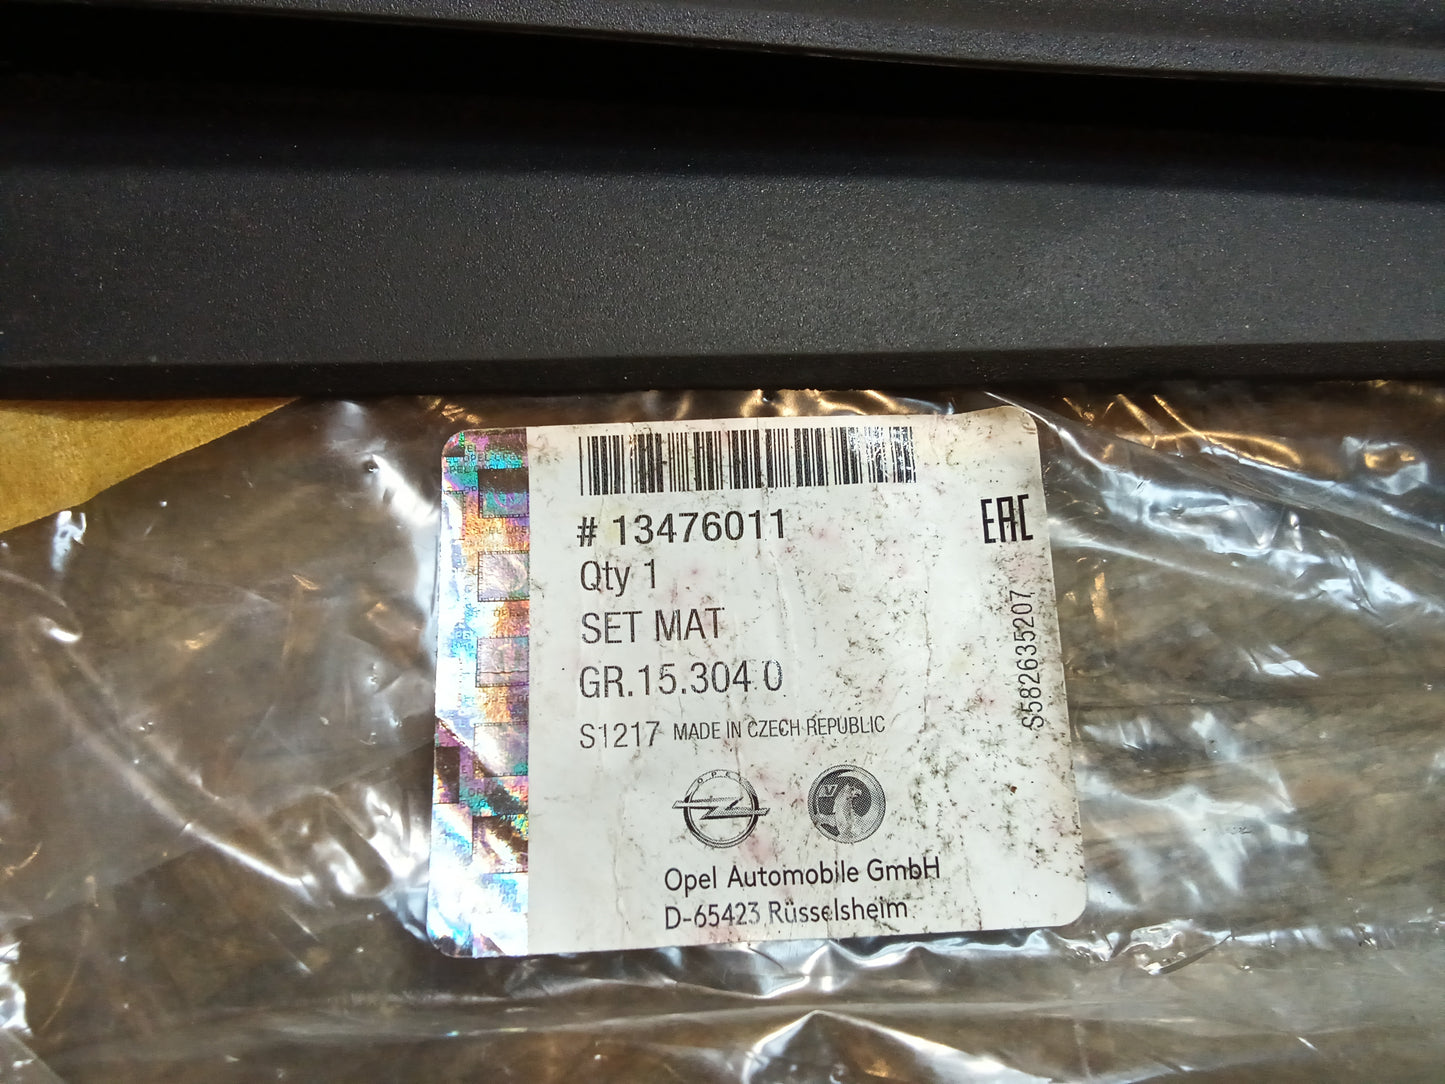 # 13476011
EAC
Qty 1
SET MAT
GR.15.304 0
S1217 MADE IN CZECH REPUBLIC
S582635207
OPEL
V
Opel Automobile GmbH
D-65423 Rüsselsheim